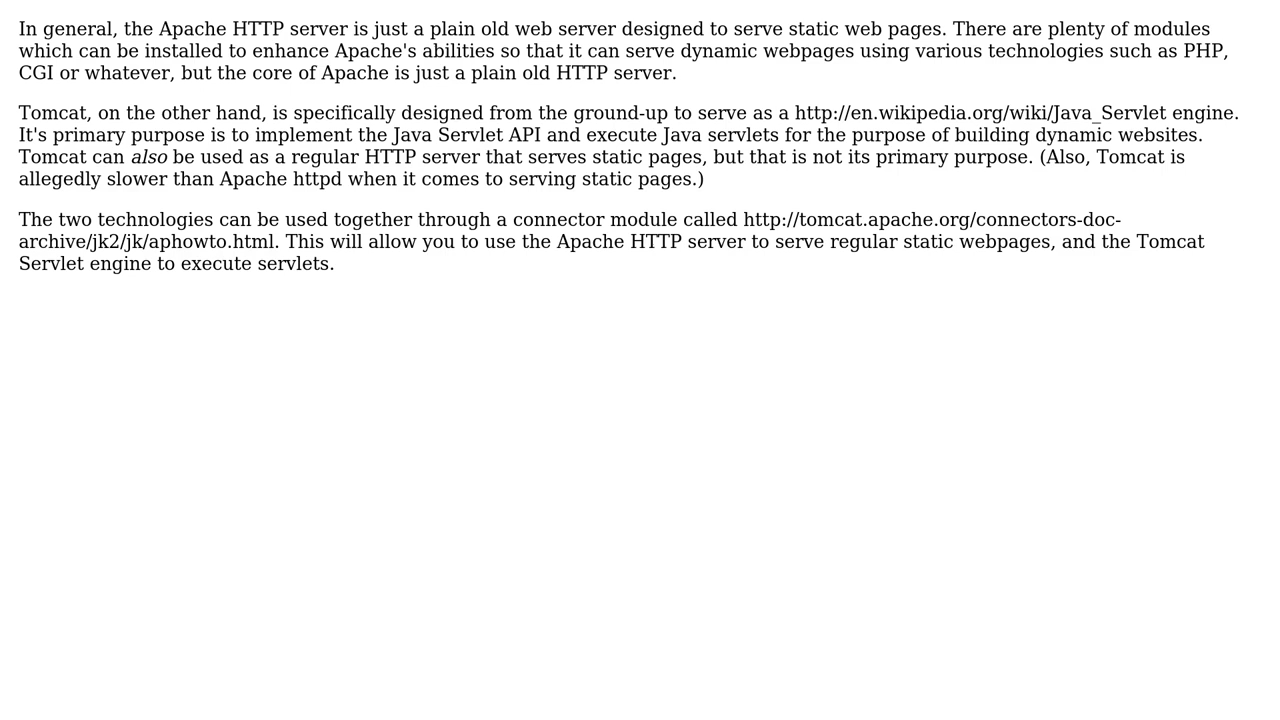 In general, the Apache HTTP server is just a plain old web server designed to serve static web pages. There are plenty of modules
which can be installed to enhance Apache's abilities so that it can serve dynamic webpages using various technologies such as PHP,
CGI or whatever, but the core of Apache is just a plain old HTTP server.
Tomcat, on the other hand, is specifically designed from the ground-up to serve as a http://en.wikipedia.org/wiki/Java_Servlet engine.
It's primary purpose is to implement the Java Servlet API and execute Java servlets for the purpose of building dynamic websites.
Tomcat can also be used as a regular HTTP server that serves static pages, but that is not its primary purpose. (Also, Tomcat is
allegedly slower than Apache httpd when it comes to serving static pages.)
The two technologies can be used together through a connector module called http://tomcat.apache.org/connectors-doc-
archive/jk2/jk/aphowto.html. This will allow you to use the Apache HTTP server to serve regular static webpages, and the Tomcat
Servlet engine to execute servlets.